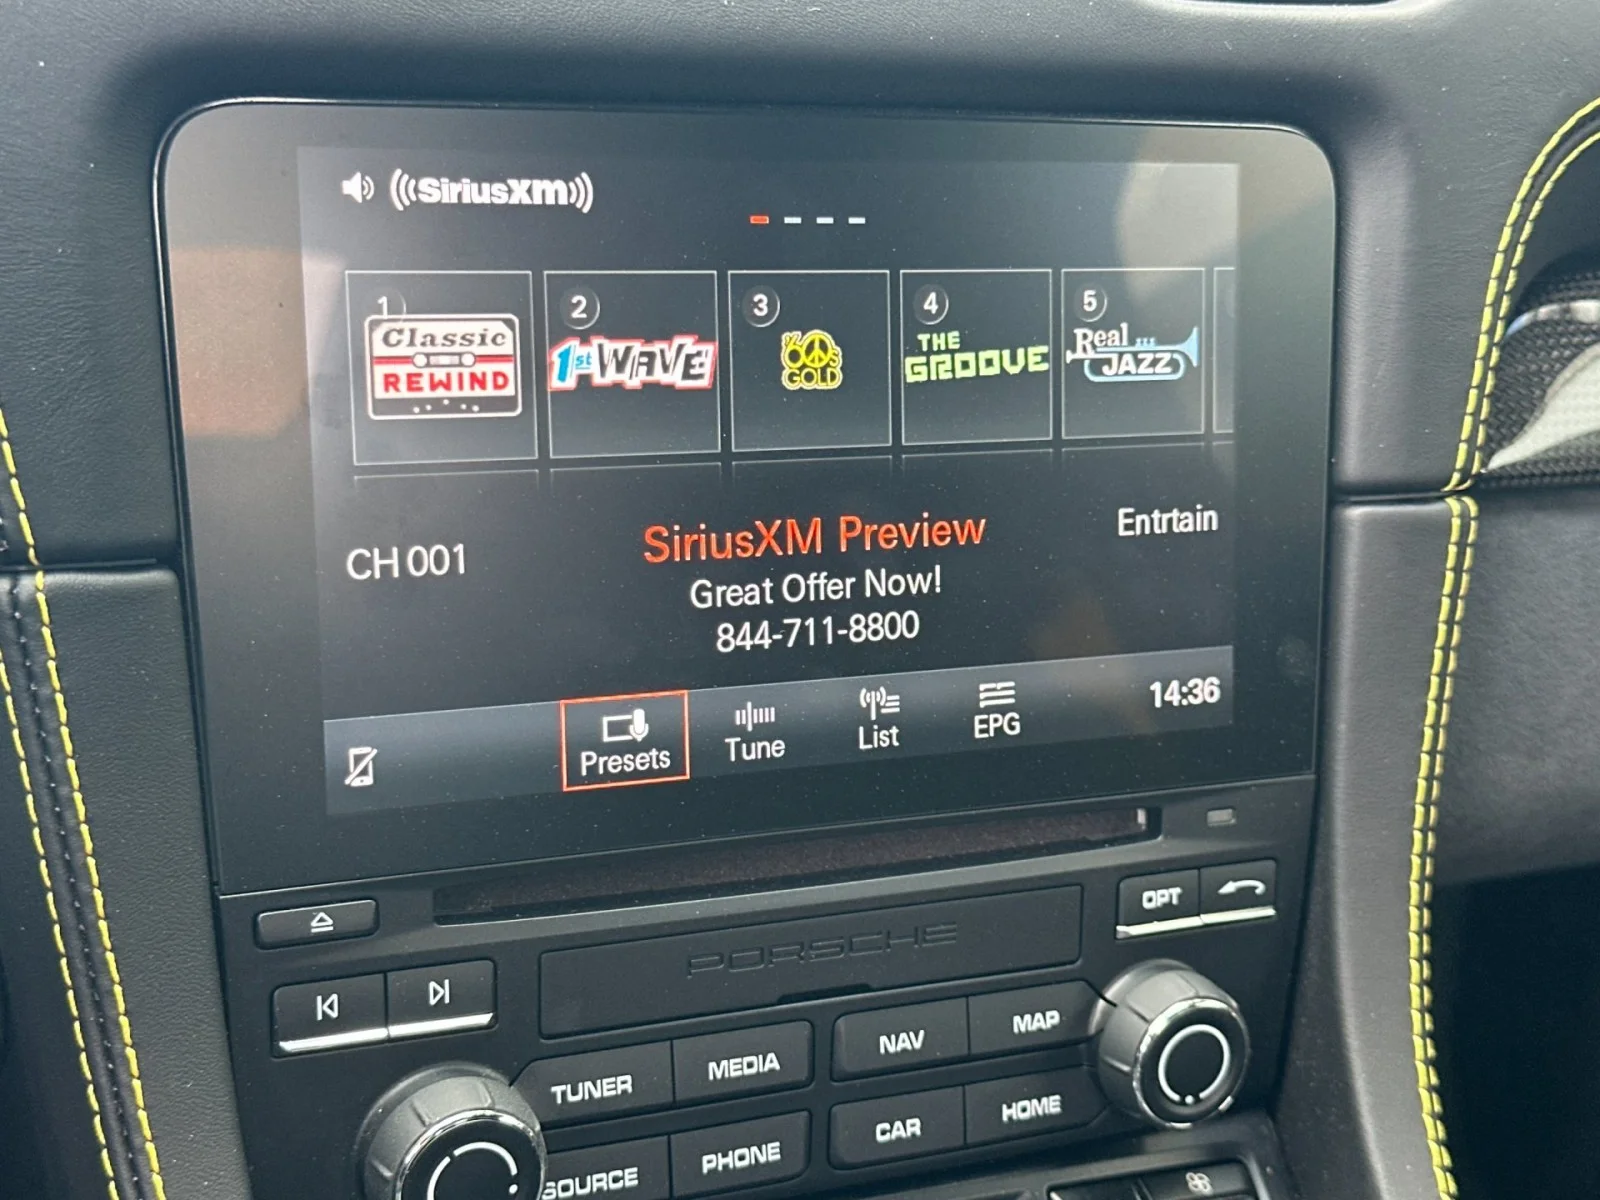 ((SiriusXM))
1 2 3 4 5
Classic
REWIND
1st WAVE
60s
GOLD
THE
GROOVE
Real
JAZZ
CH 001
SiriusXM Preview
Entrtain
Great Offer Now!
844-711-8800
Presets
Tune
List
EPG
14:36
OPT
PORSCHE
TUNER
MEDIA
NAV
MAP
SOURCE
PHONE
CAR
HOME